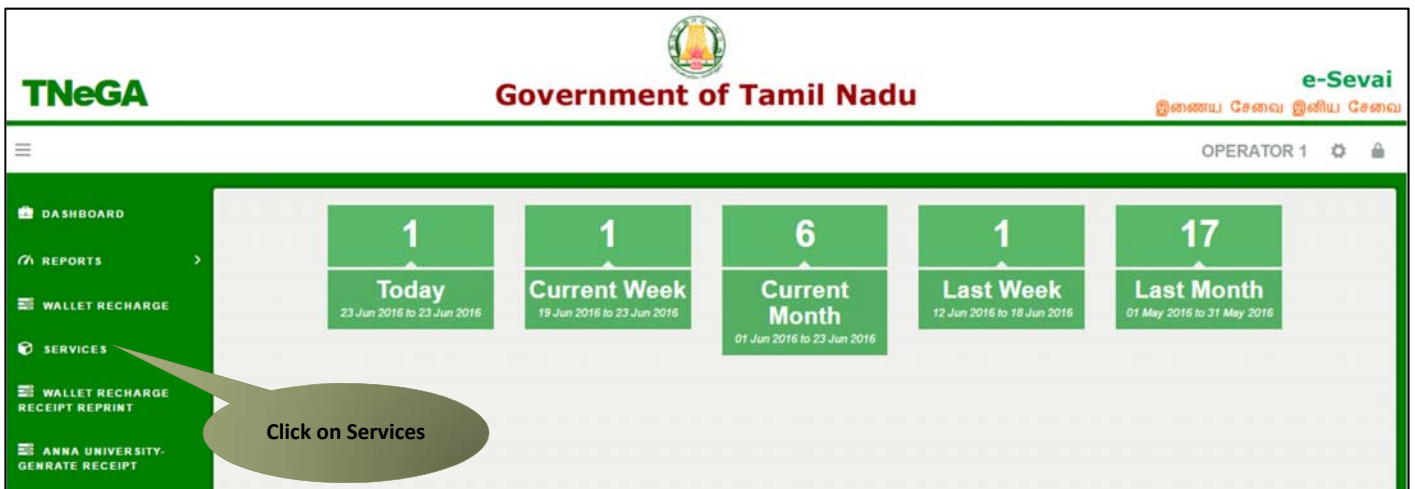 TNeGA
Government of Tamil Nadu
e-Sevai
இணைய சேவை இனிய சேவை
OPERATOR 1
DASHBOARD
REPORTS
WALLET RECHARGE
SERVICES
WALLET RECHARGE
RECEIPT REPRINT
ANNA UNIVERSITY-
GENRATE RECEIPT
1
Today
23 Jun 2016 to 23 Jun 2016
1
Current Week
19 Jun 2016 to 23 Jun 2016
6
Current
Month
01 Jun 2016 to 23 Jun 2016
1
Last Week
12 Jun 2016 to 18 Jun 2016
17
Last Month
01 May 2016 to 31 May 2016
Click on Services